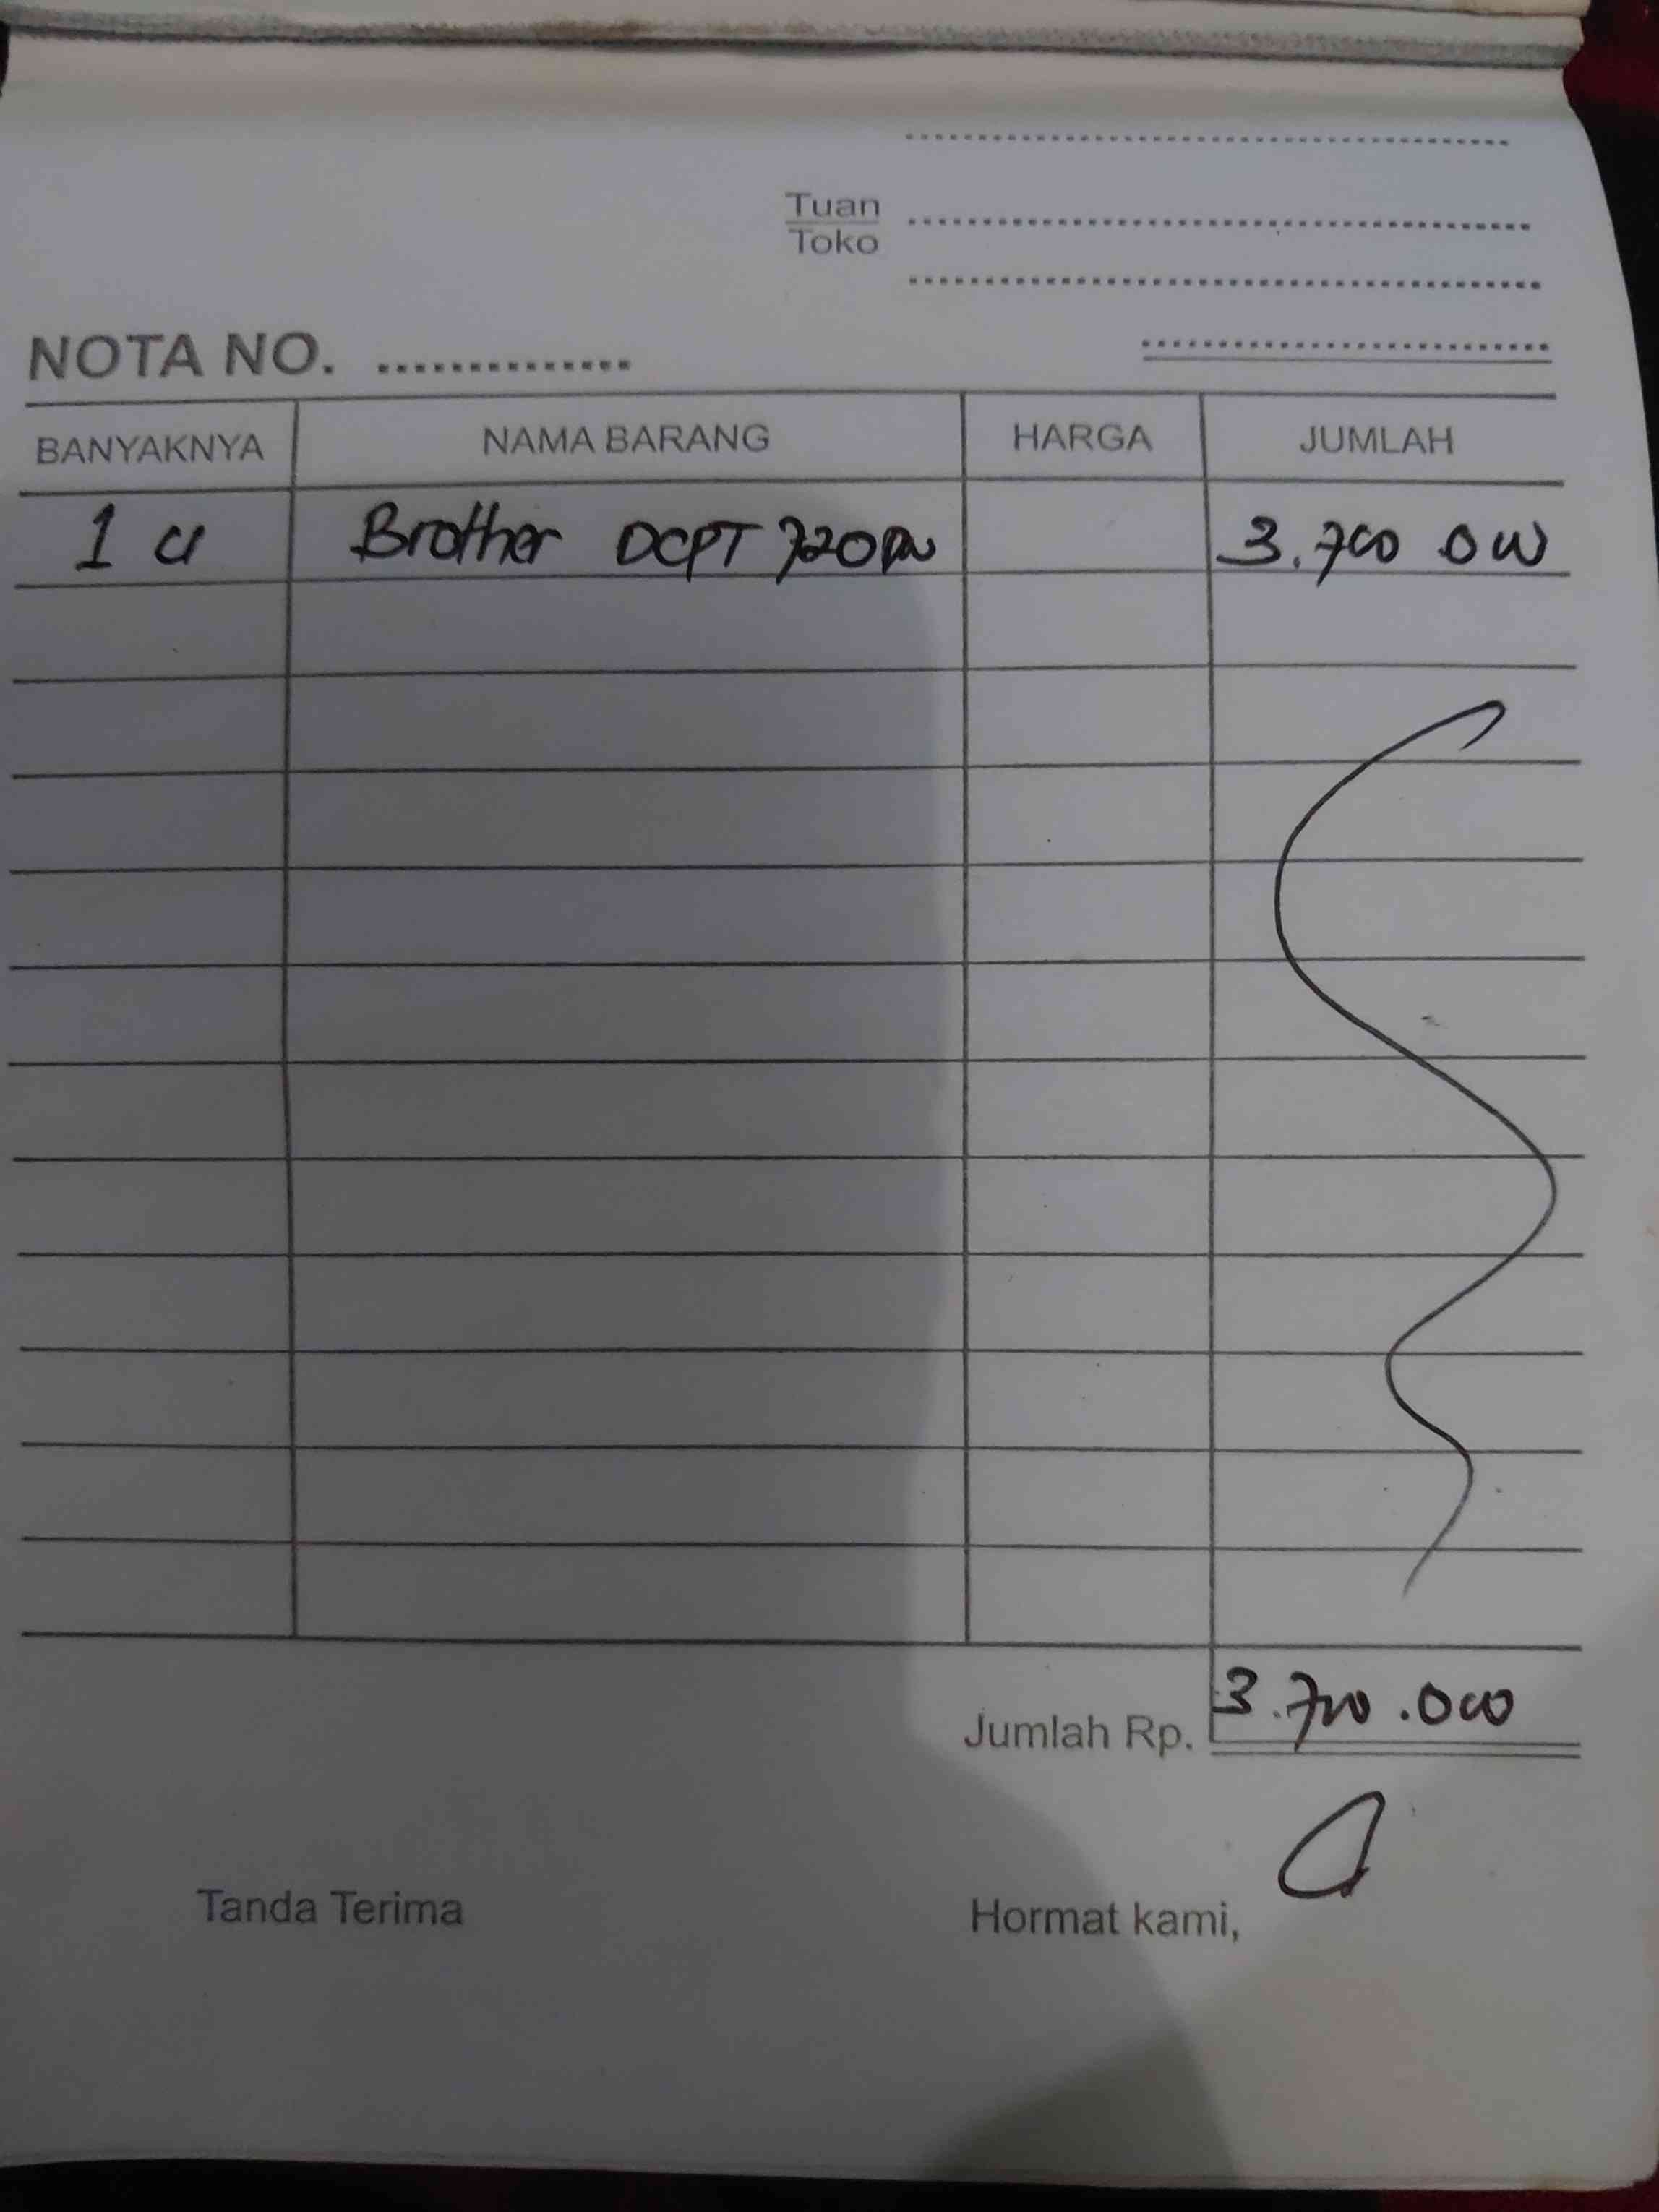 Tuan
Toko
NOTA NO. ..............
BANYAKNYA NAMA BARANG HARGA JUMLAH
1 u Brother DCPT 720DW 3.700 000
Jumlah Rp. 3.700.000
Tanda Terima Hormat kami,